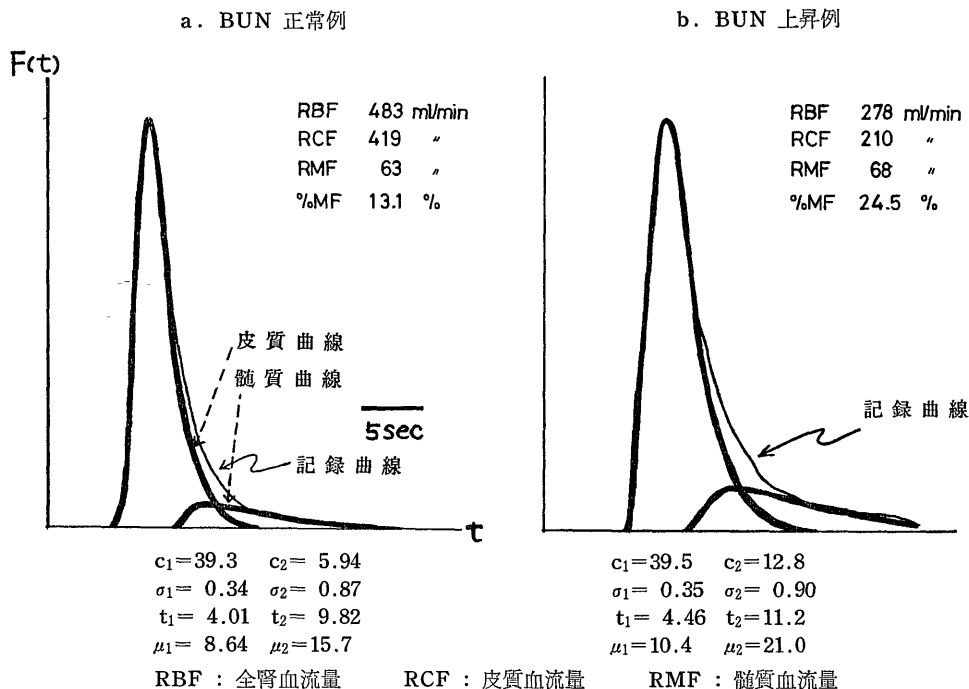 a. BUN 正常例
b. BUN 上昇例
F(t)
RBF 483 ml/min
RCF 419 〃
RMF 63 〃
%MF 13.1 %
RBF 278 ml/min
RCF 210 〃
RMF 68 〃
%MF 24.5 %
皮質曲線
髄質曲線
5sec
記録曲線
記録曲線
t
c₁=39.3 c₂= 5.94
σ₁= 0.34 σ₂= 0.87
t₁= 4.01 t₂= 9.82
μ₁= 8.64 μ₂=15.7
c₁=39.5 c₂=12.8
σ₁= 0.35 σ₂= 0.90
t₁= 4.46 t₂=11.2
μ₁=10.4 μ₂=21.0
RBF : 全腎血流量 RCF : 皮質血流量 RMF : 髄質血流量